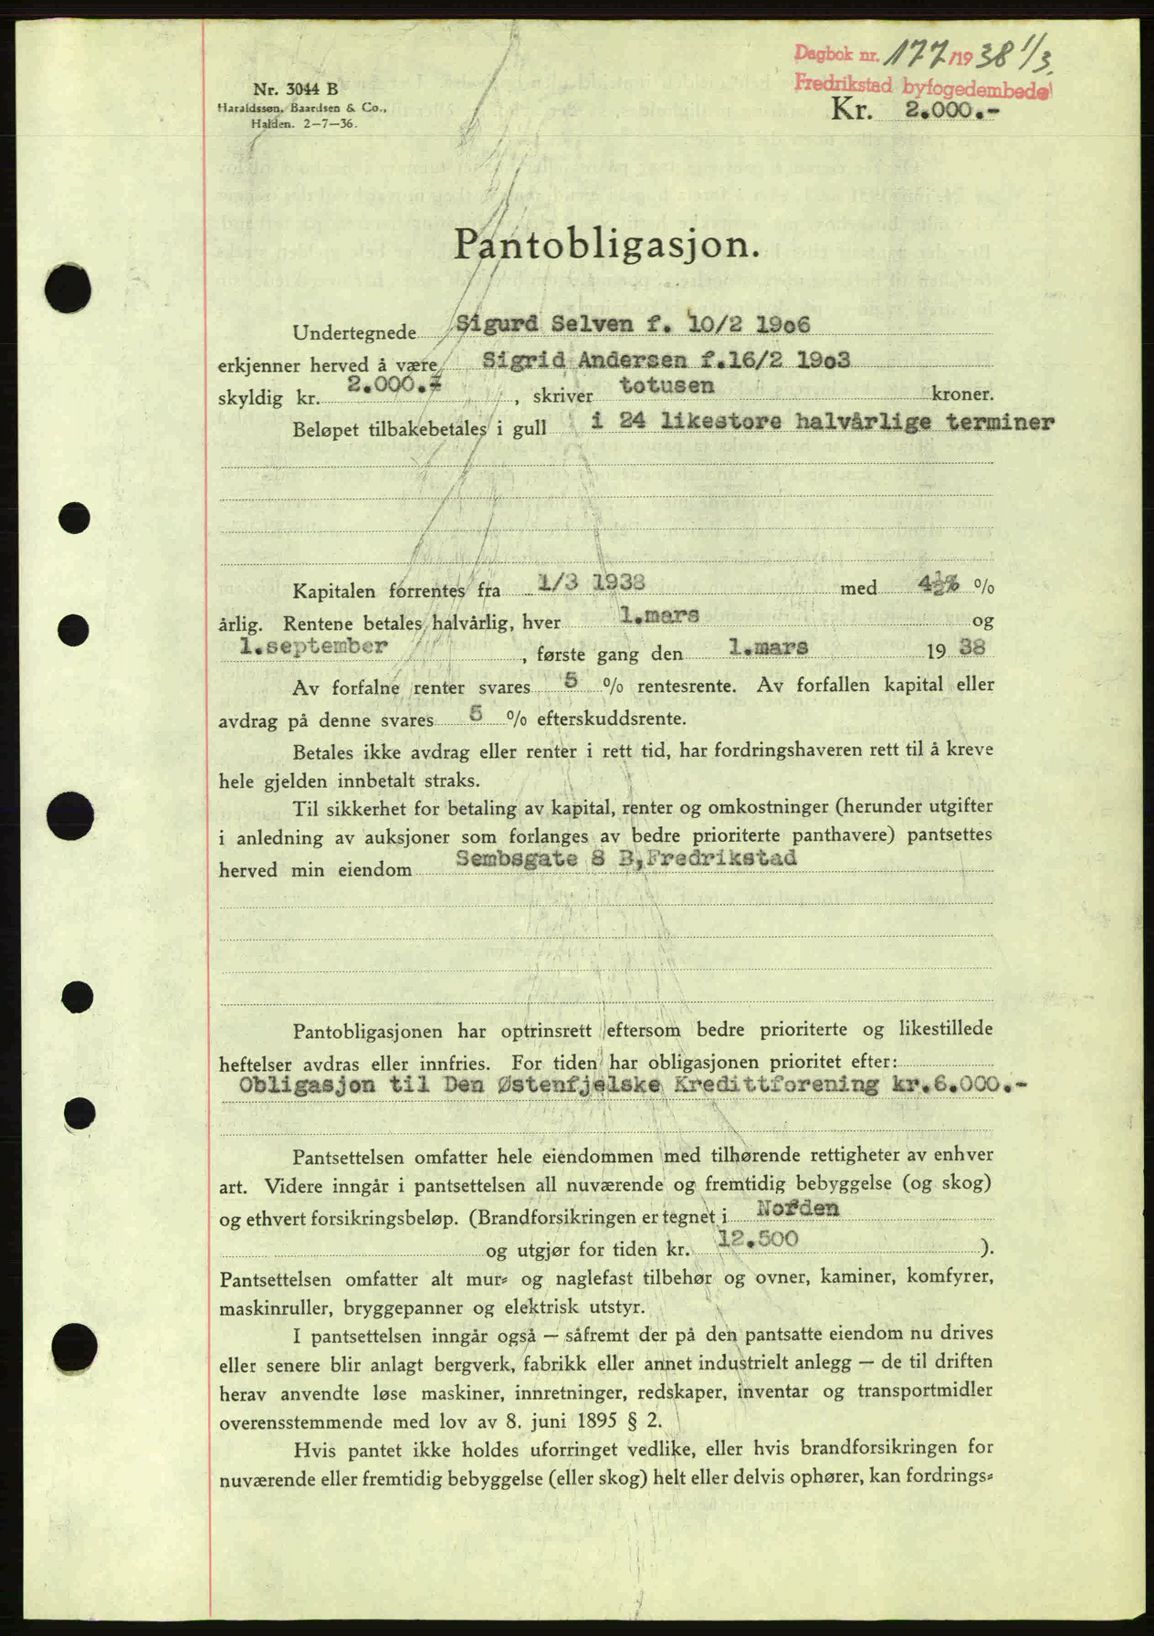 Dagbok nr. 177/1938 1/3.
Fredrikstad byfogedembede
Nr. 3044 B
Haraldssøn, Baardsen & Co.,
Halden. 2-7-36.
Kr. 2.000.-
Pantobligasjon.
Undertegnede Sigurd Selven f. 10/2 19o6
erkjenner herved å være Sigrid Andersen f.16/2 19o3
skyldig kr. 2.000.- , skriver totusen kroner.
Beløpet tilbakebetales i gull i 24 likestore halvårlige terminer
Kapitalen forrentes fra 1/3 1938 med 4½% %
årlig. Rentene betales halvårlig, hver 1.mars og
1.september , første gang den 1.mars 19 38
Av forfalne renter svares 5 % rentesrente. Av forfallen kapital eller
avdrag på denne svares 5 % efterskuddsrente.
Betales ikke avdrag eller renter i rett tid, har fordringshaveren rett til å kreve
hele gjelden innbetalt straks.
Til sikkerhet for betaling av kapital, renter og omkostninger (herunder utgifter
i anledning av auksjoner som forlanges av bedre prioriterte panthavere) pantsettes
herved min eiendom Sembsgate 8 B, Fredrikstad
Pantobligasjonen har optrinsrett eftersom bedre prioriterte og likestillede
heftelser avdras eller innfries. For tiden har obligasjonen prioritet efter:
Obligasjon til Den Østenfjelske Kredittforening kr.6.000.-
Pantsettelsen omfatter hele eiendommen med tilhørende rettigheter av enhver
art. Videre inngår i pantsettelsen all nuværende og fremtidig bebyggelse (og skog)
og ethvert forsikringsbeløp. (Brandforsikringen er tegnet i Norden
og utgjør for tiden kr. 12.500 ).
Pantsettelsen omfatter alt mur- og naglefast tilbehør og ovner, kaminer, komfyrer,
maskinruller, bryggepanner og elektrisk utstyr.
I pantsettelsen inngår også — såfremt der på den pantsatte eiendom nu drives
eller senere blir anlagt bergverk, fabrikk eller annet industrielt anlegg — de til driften
herav anvendte løse maskiner, innretninger, redskaper, inventar og transportmidler
overensstemmende med lov av 8. juni 1895 § 2.
Hvis pantet ikke holdes uforringet vedlike, eller hvis brandforsikringen for
nuværende eller fremtidig bebyggelse (eller skog) helt eller delvis ophører, kan fordrings-